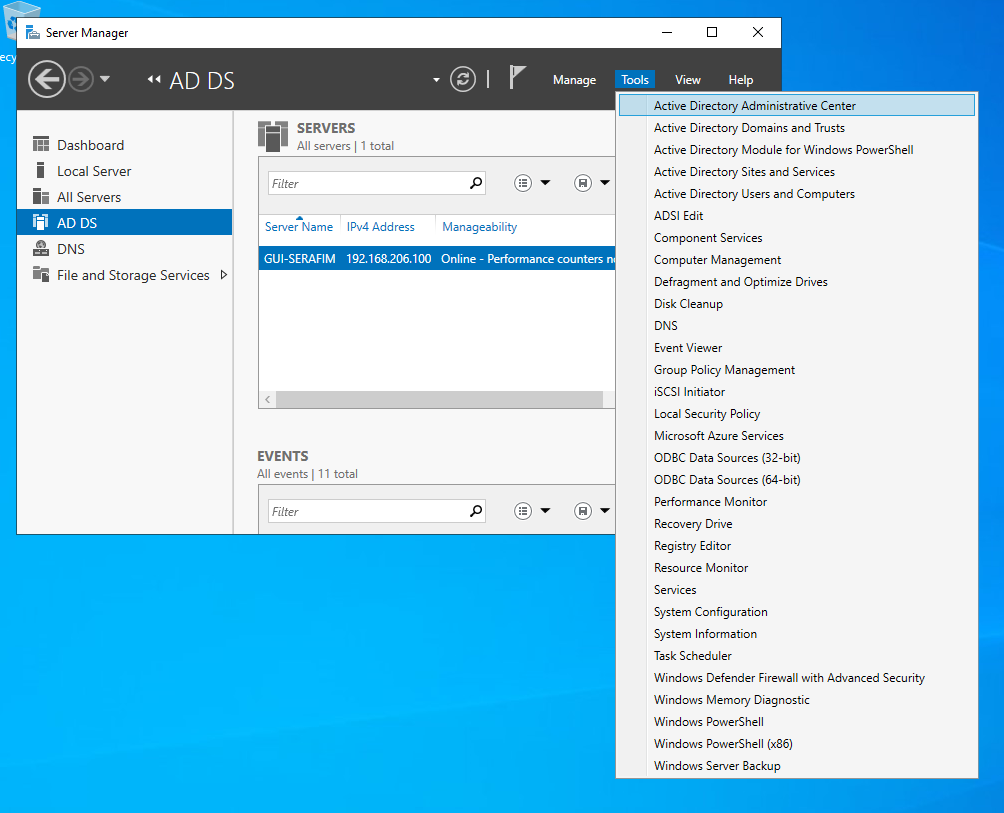 ecy
Server Manager
AD DS
Manage
Tools
View
Help
Dashboard
Local Server
All Servers
AD DS
DNS
File and Storage Services
SERVERS
All servers | 1 total
Filter
Server Name
IPv4 Address
Manageability
GUI-SERAFIM
192.168.206.100
Online - Performance counters n
EVENTS
All events | 11 total
Filter
Active Directory Administrative Center
Active Directory Domains and Trusts
Active Directory Module for Windows PowerShell
Active Directory Sites and Services
Active Directory Users and Computers
ADSI Edit
Component Services
Computer Management
Defragment and Optimize Drives
Disk Cleanup
DNS
Event Viewer
Group Policy Management
iSCSI Initiator
Local Security Policy
Microsoft Azure Services
ODBC Data Sources (32-bit)
ODBC Data Sources (64-bit)
Performance Monitor
Recovery Drive
Registry Editor
Resource Monitor
Services
System Configuration
System Information
Task Scheduler
Windows Defender Firewall with Advanced Security
Windows Memory Diagnostic
Windows PowerShell
Windows PowerShell (x86)
Windows Server Backup